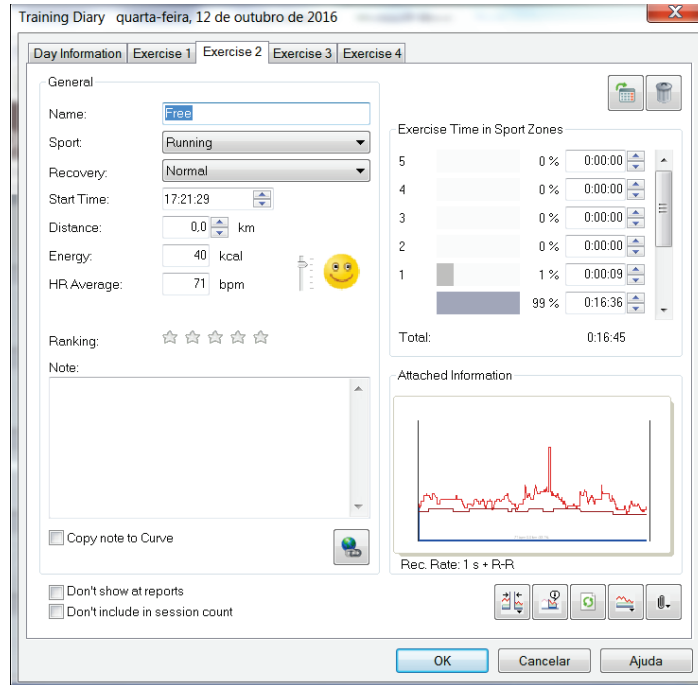 Training Diary quarta-feira, 12 de outubro de 2016
X
Day Information Exercise 1 Exercise 2 Exercise 3 Exercise 4
General
Name: Free
Sport: Running
Recovery: Normal
Start Time: 17:21:29
Distance: 0,0 km
Energy: 40 kcal
HR Average: 71 bpm
Ranking:
Note:
Copy note to Curve
Don't show at reports
Don't include in session count
Exercise Time in Sport Zones
5 0 % 0:00:00
4 0 % 0:00:00
3 0 % 0:00:00
2 0 % 0:00:00
1 1 % 0:00:09
99 % 0:16:36
Total: 0:16:45
Attached Information
Rec. Rate: 1 s + R-R
OK Cancelar Ajuda